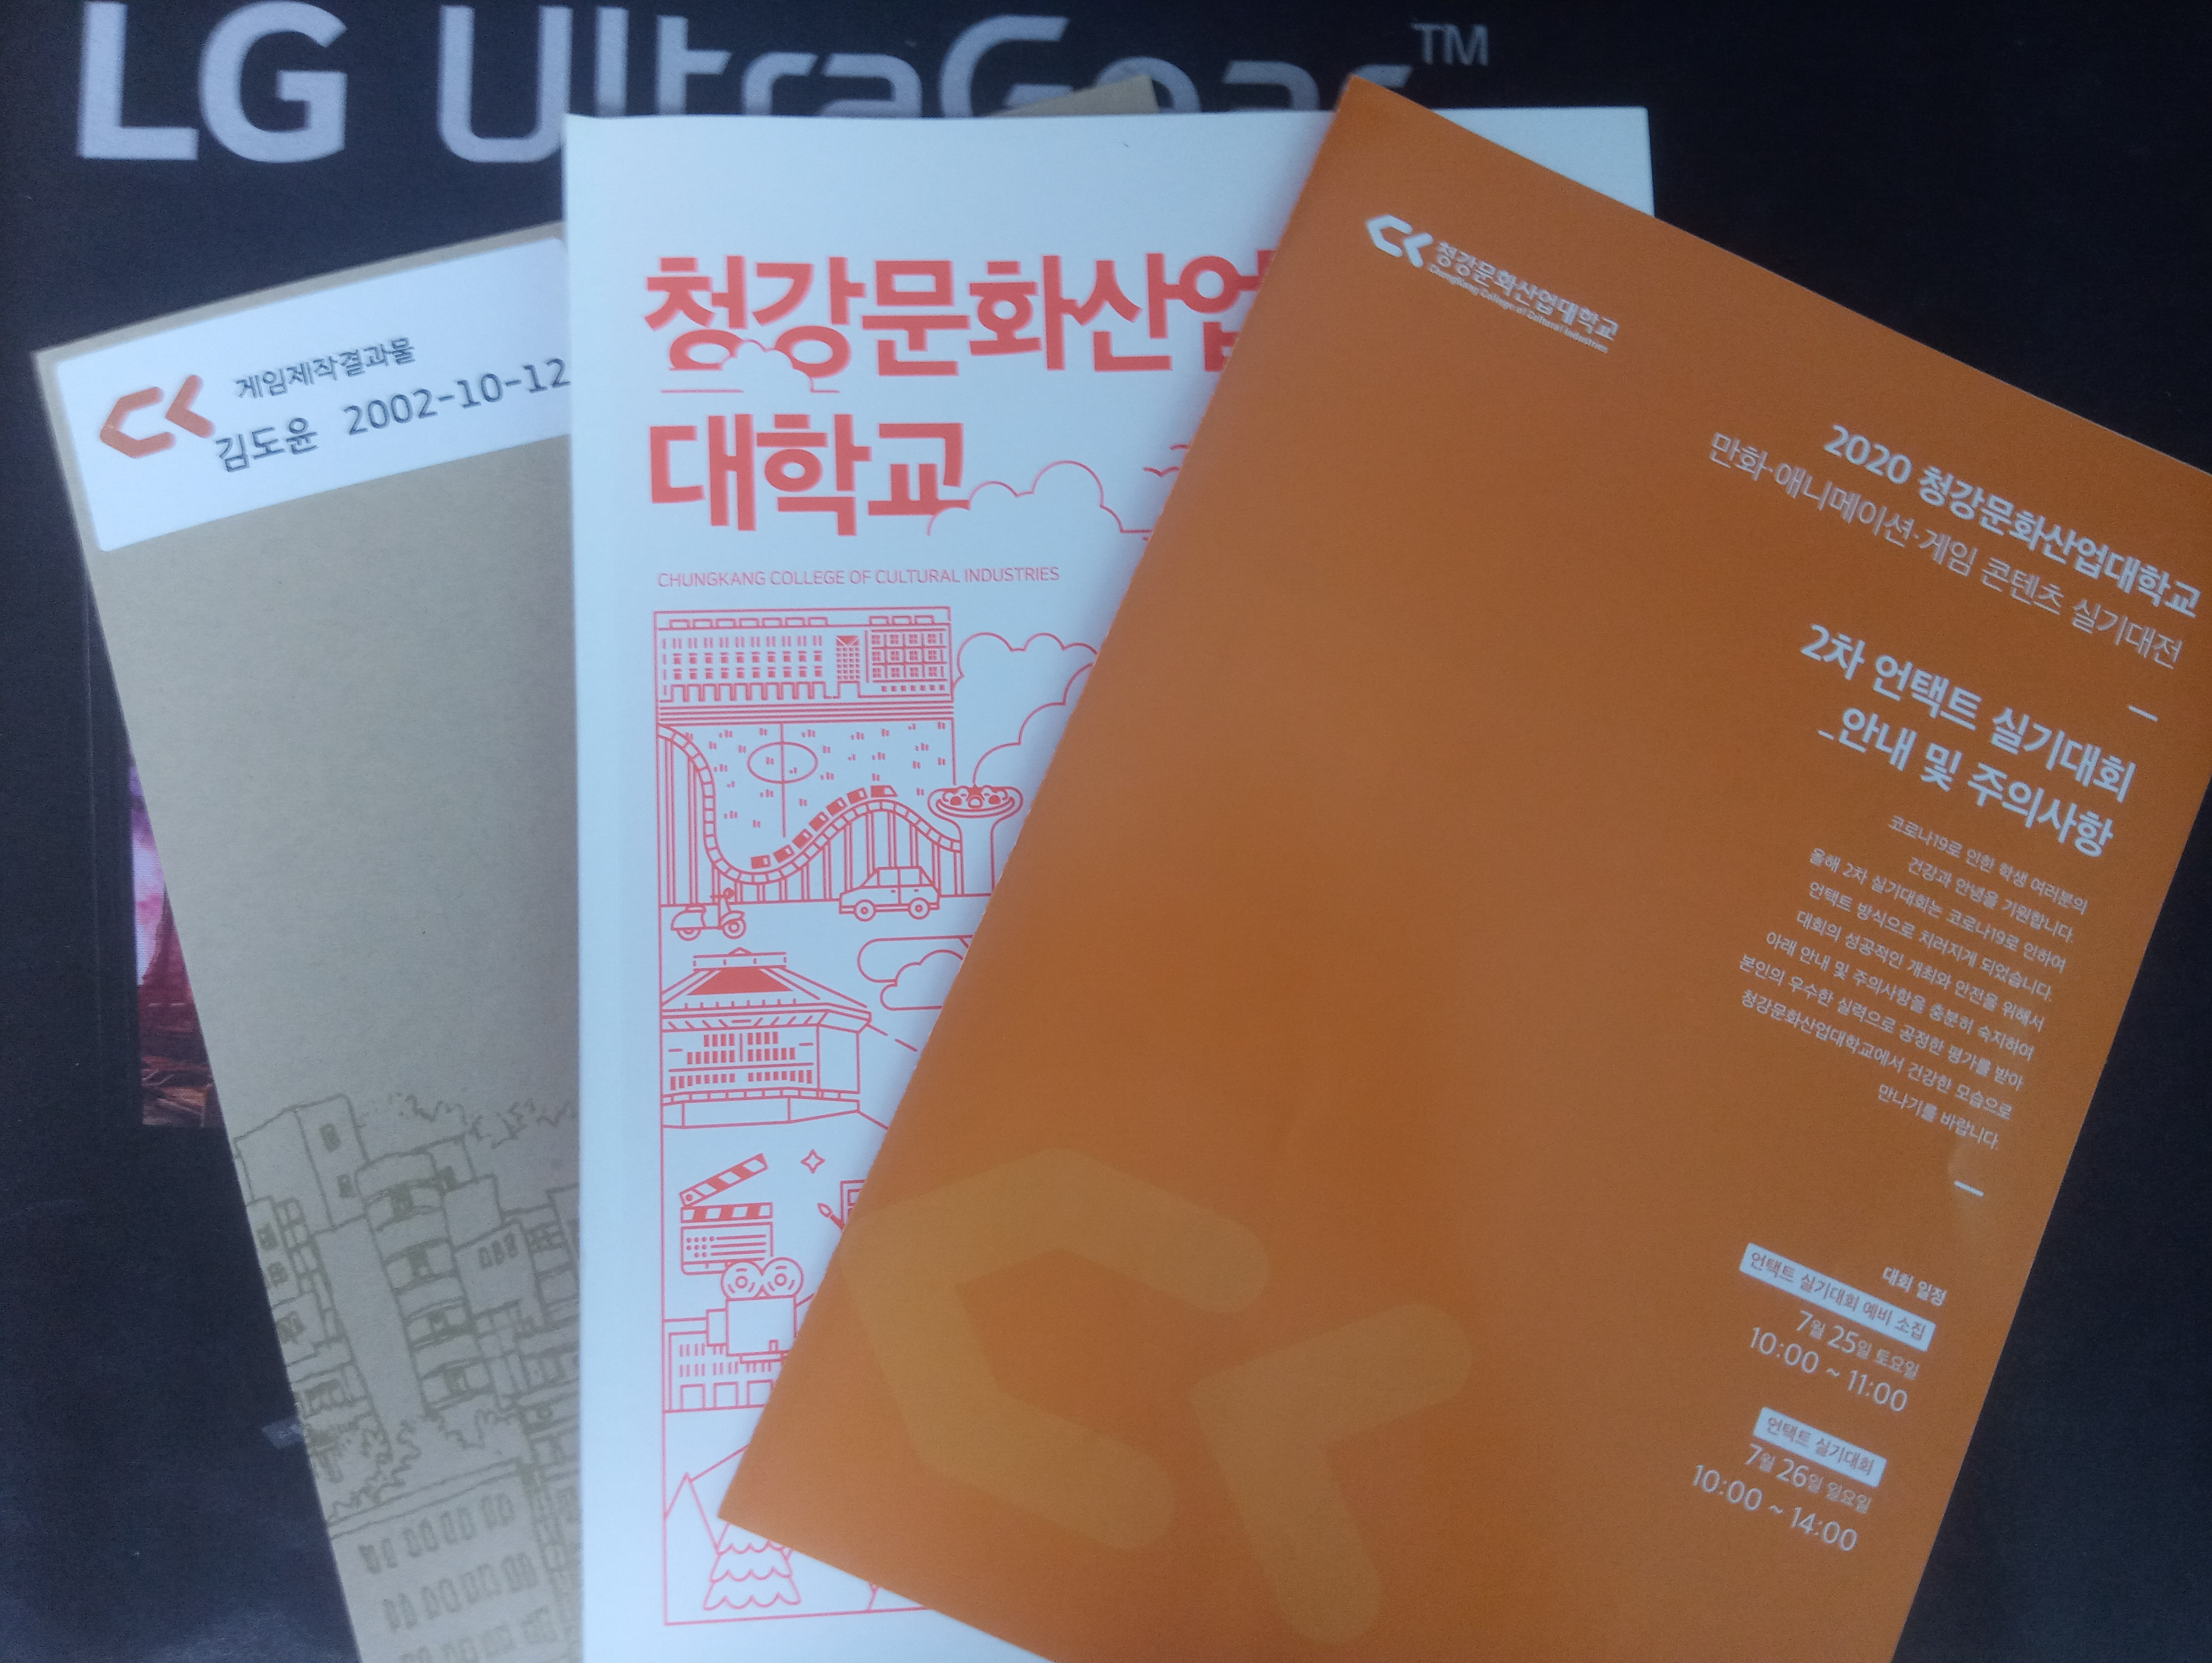 LG UltraGear™
게임제작결과물
김도윤 2002-10-12
청강문화산업
대학교
CHUNGKANG COLLEGE OF CULTURAL INDUSTRIES
CK 청강문화산업대학교
ChungKang College of Cultural Industries
2020 청강문화산업대학교
만화·애니메이션·게임 콘텐츠 실기대전
2차 언택트 실기대회
_안내 및 주의사항
코로나19로 인한 학생 여러분의
건강과 안녕을 기원합니다.
올해 2차 실기대회는 코로나19로 인하여
언택트 방식으로 치러지게 되었습니다.
대회의 성공적인 개최와 안전을 위해서
아래 안내 및 주의사항을 충분히 숙지하여
본인의 우수한 실력으로 공정한 평가를 받아
청강문화산업대학교에서 건강한 모습으로
만나기를 바랍니다.
대회 일정
언택트 실기대회 예비 소집
7월 25일 토요일
10:00 ~ 11:00
언택트 실기대회
7월 26일 일요일
10:00 ~ 14:00